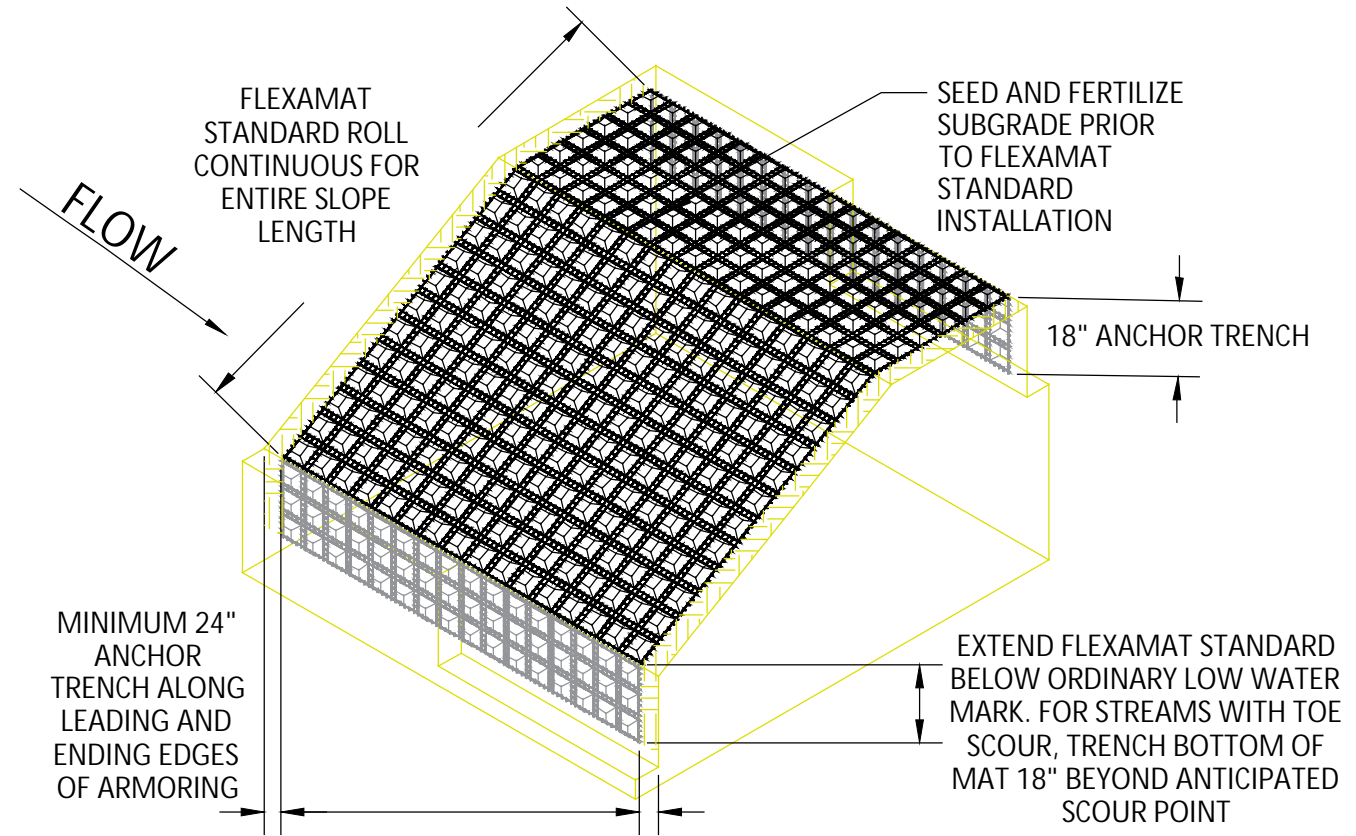 FLEXAMAT
STANDARD ROLL
CONTINUOUS FOR
ENTIRE SLOPE
LENGTH
FLOW
SEED AND FERTILIZE
SUBGRADE PRIOR
TO FLEXAMAT
STANDARD
INSTALLATION
18" ANCHOR TRENCH
MINIMUM 24"
ANCHOR
TRENCH ALONG
LEADING AND
ENDING EDGES
OF ARMORING
EXTEND FLEXAMAT STANDARD
BELOW ORDINARY LOW WATER
MARK. FOR STREAMS WITH TOE
SCOUR, TRENCH BOTTOM OF
MAT 18" BEYOND ANTICIPATED
SCOUR POINT